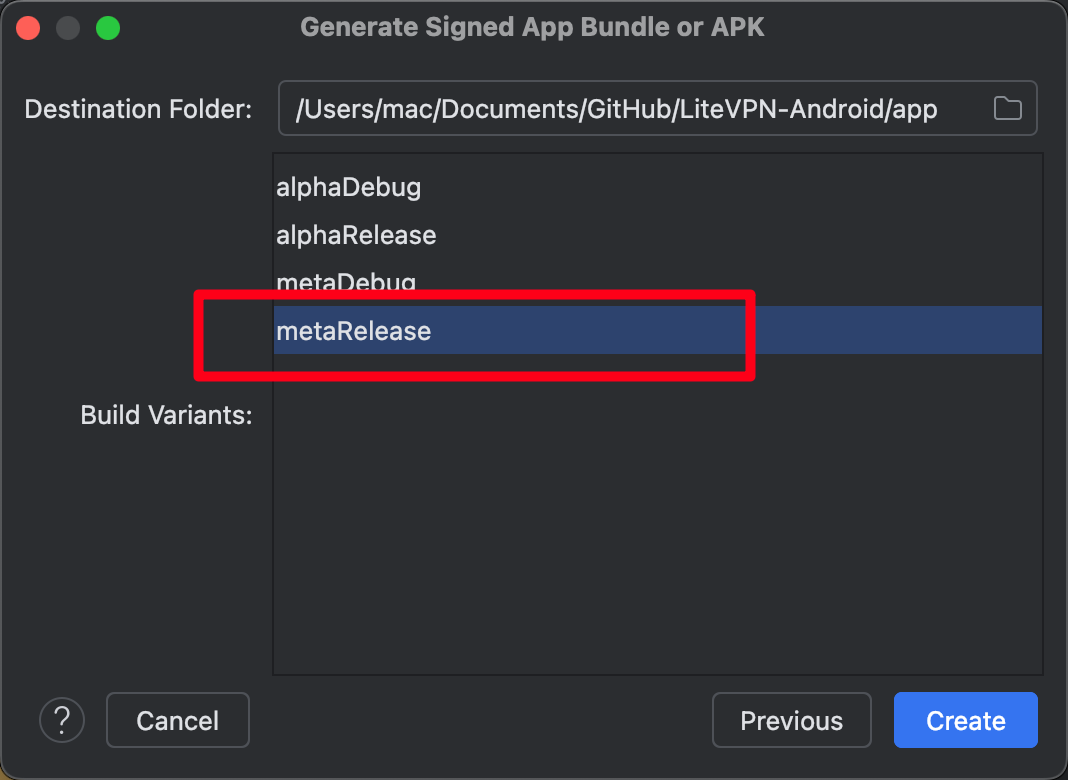 Generate Signed App Bundle or APK
Destination Folder: /Users/mac/Documents/GitHub/LiteVPN-Android/app
alphaDebug
alphaRelease
metaDebug
metaRelease
Build Variants:
? Cancel Previous Create